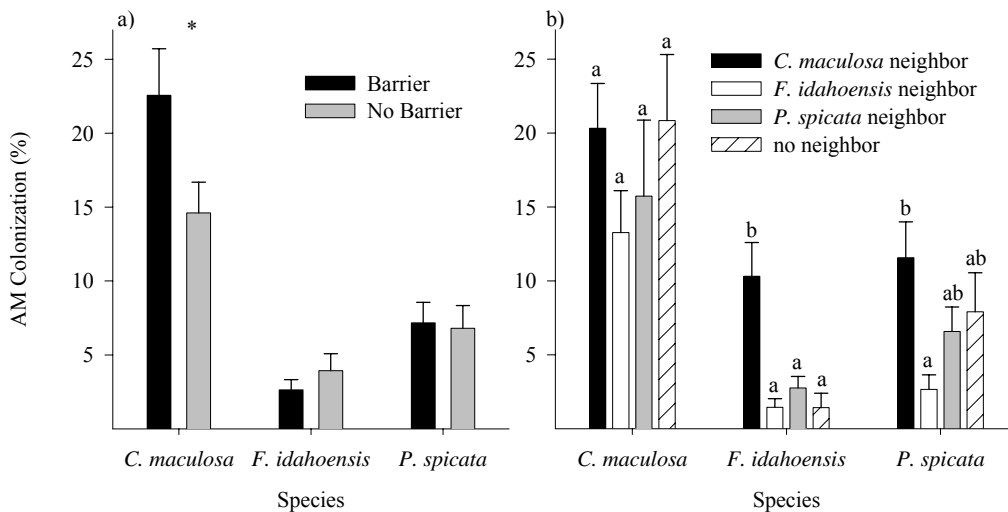 a)
*
25
20
15
10
5
AM Colonization (%)
Barrier
No Barrier
C. maculosa F. idahoensis P. spicata
Species
b)
25
20
15
10
5
C. maculosa neighbor
F. idahoensis neighbor
P. spicata neighbor
no neighbor
a a a a
b a a a
b a ab ab
C. maculosa F. idahoensis P. spicata
Species